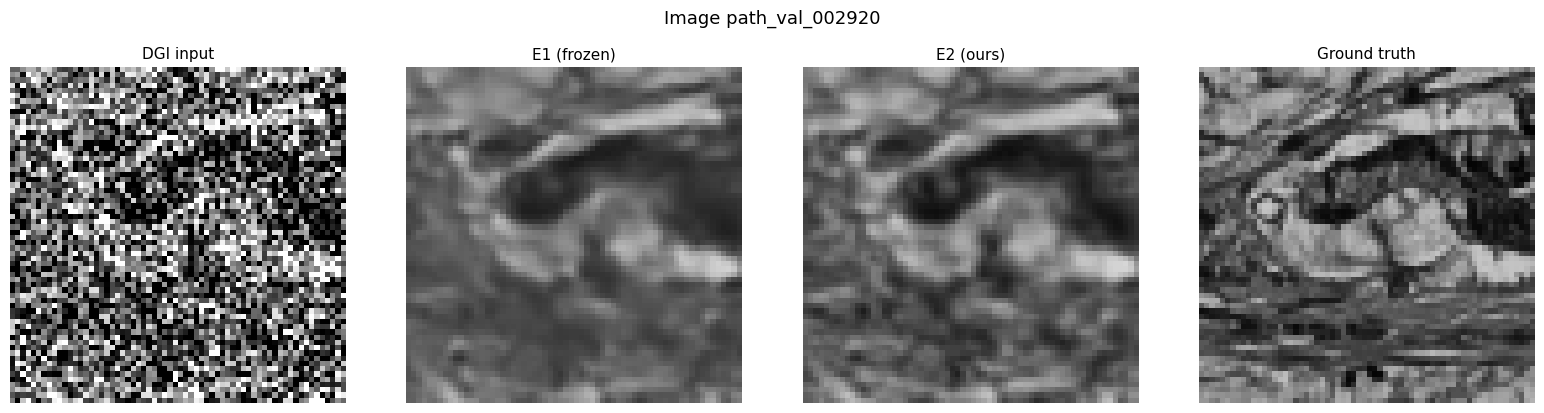 Image path_val_002920
DGI input
E1 (frozen)
E2 (ours)
Ground truth